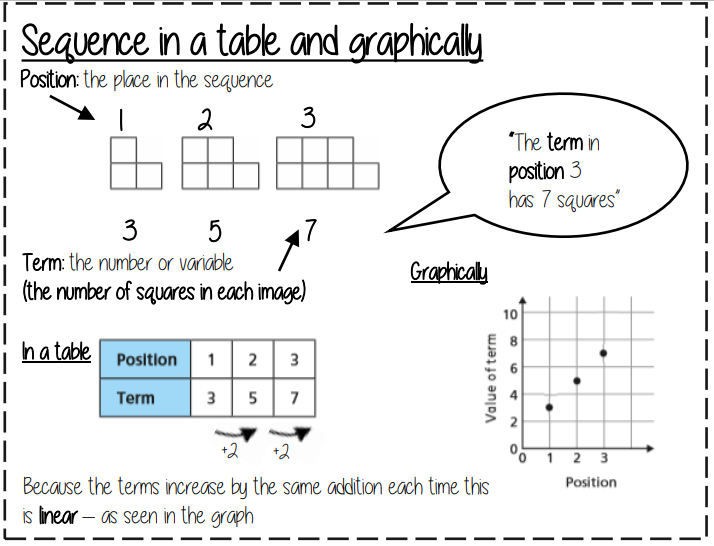 Sequence in a table and graphically
Position: the place in the sequence
1 2 3
"The term in
position 3
has 7 squares"
3 5 7
Term: the number or variable
(the number of squares in each image)
Graphically
In a table
Position 1 2 3
Term 3 5 7
+2 +2
Value of term
10
8
6
4
2
0
0 1 2 3
Position
Because the terms increase by the same addition each time this
is linear – as seen in the graph